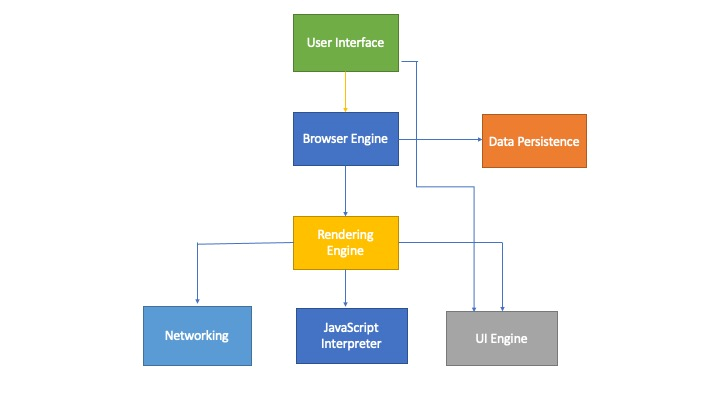 User Interface
Browser Engine
Data Persistence
Rendering
Engine
Networking
JavaScript
Interpreter
UI Engine